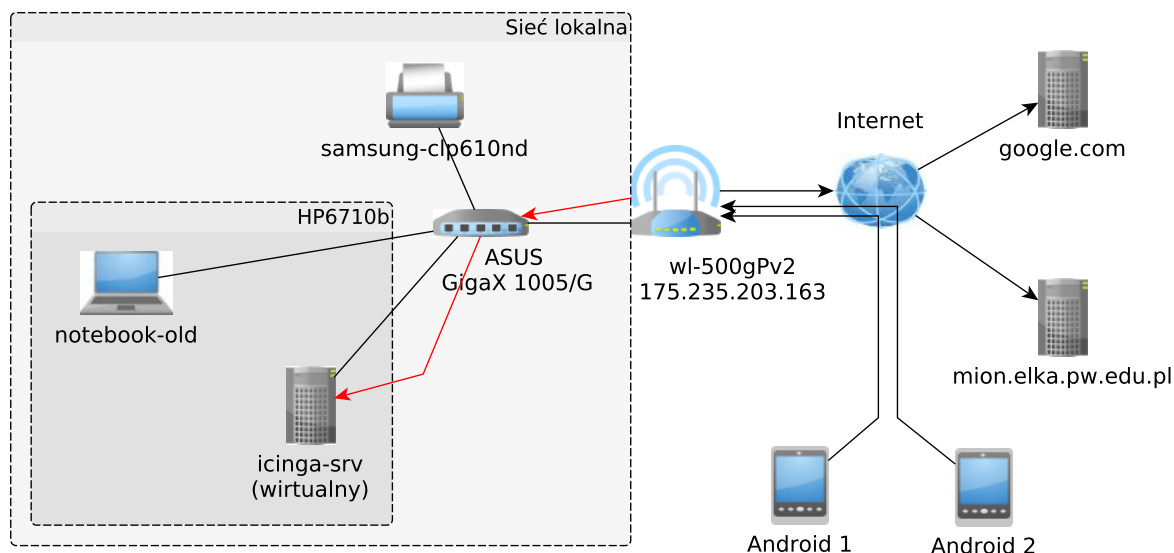 Sieć lokalna
samsung-clp610nd
Internet
google.com
HP6710b
ASUS
GigaX 1005/G
wl-500gPv2
175.235.203.163
notebook-old
mion.elka.pw.edu.pl
icinga-srv
(wirtualny)
Android 1
Android 2